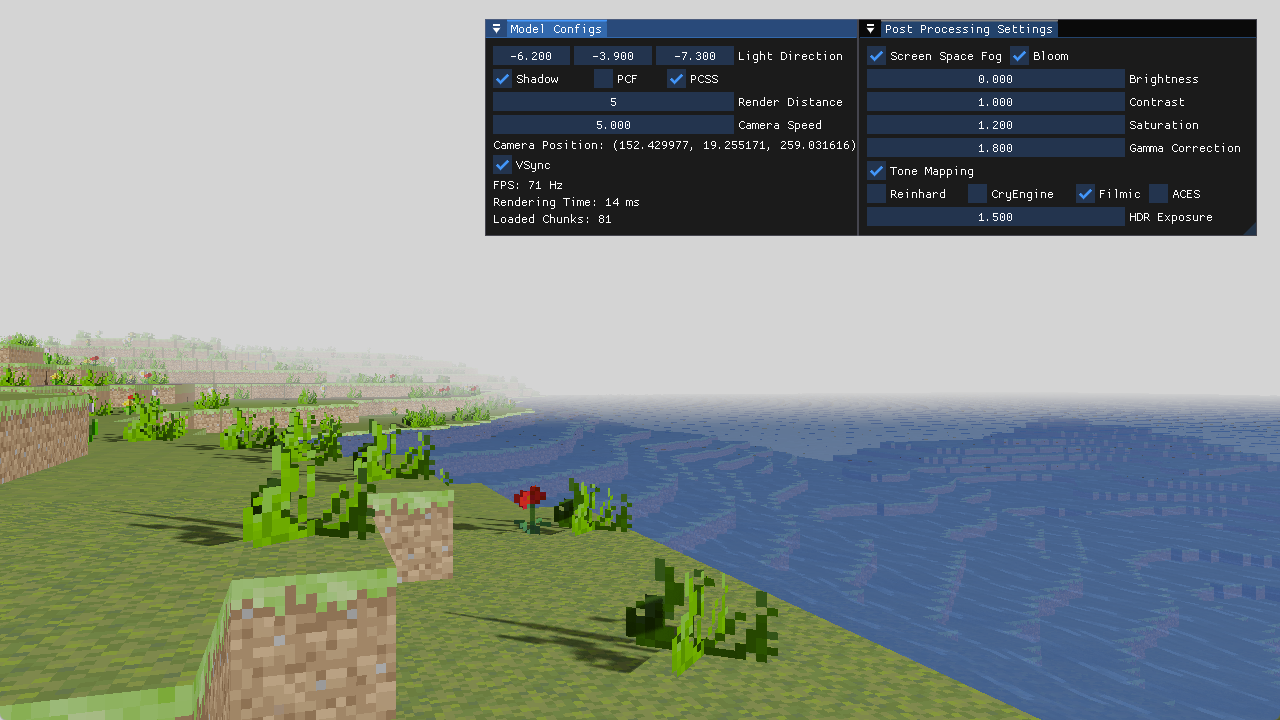 Model Configs
-6.200 -3.900 -7.300 Light Direction
Shadow PCF PCSS
5 Render Distance
5.000 Camera Speed
Camera Position: (152.429977, 19.255171, 259.031616)
VSync
FPS: 71 Hz
Rendering Time: 14 ms
Loaded Chunks: 81
Post Processing Settings
Screen Space Fog Bloom
0.000 Brightness
1.000 Contrast
1.200 Saturation
1.800 Gamma Correction
Tone Mapping
Reinhard CryEngine Filmic ACES
1.500 HDR Exposure